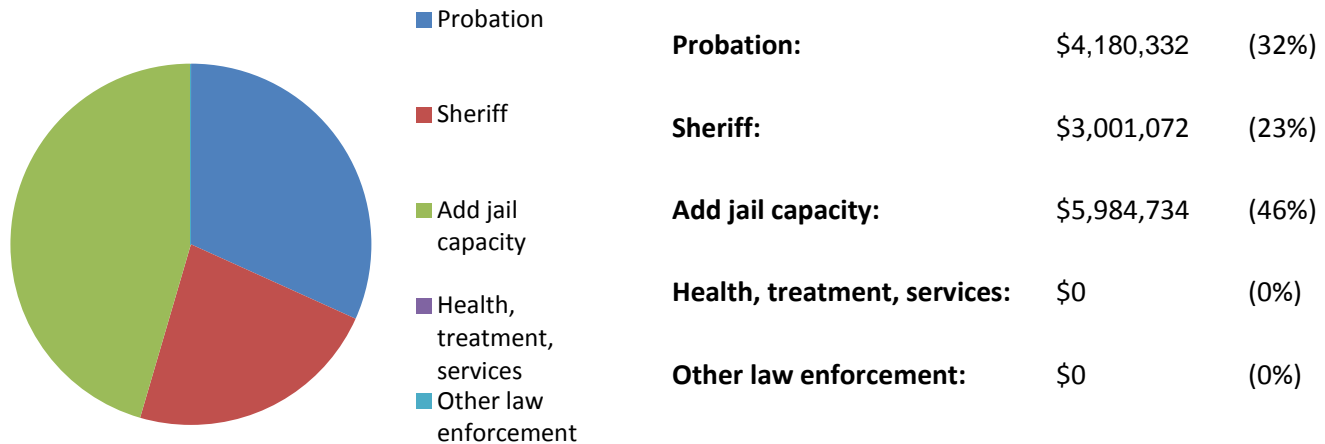 Probation
Sheriff
Add jail
capacity
Health,
treatment,
services
Other law
enforcement
Probation: $4,180,332 (32%)
Sheriff: $3,001,072 (23%)
Add jail capacity: $5,984,734 (46%)
Health, treatment, services: $0 (0%)
Other law enforcement: $0 (0%)